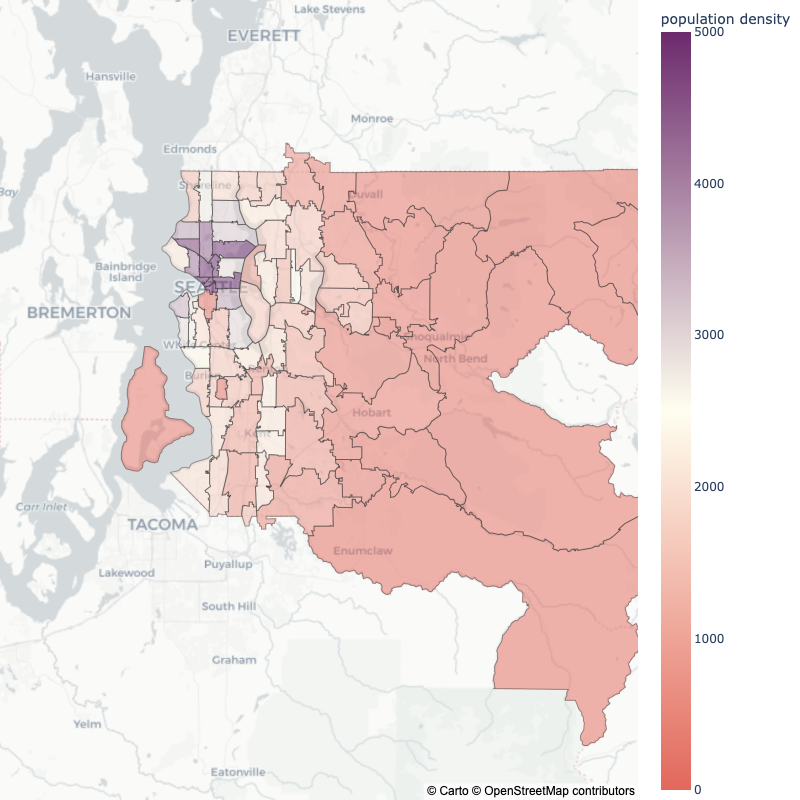 Lake Stevens
EVERETT
Hansville
Monroe
Edmonds
Bay
Shoreline
Duvall
Bainbridge
Island
SEATTLE
BREMERTON
White Center
Snoqualmie
North Bend
Burien
Hobart
Kent
Carr Inlet
TACOMA
Enumclaw
Puyallup
Lakewood
South Hill
Graham
Yelm
Eatonville
© Carto © OpenStreetMap contributors
population density
5000
4000
3000
2000
1000
0